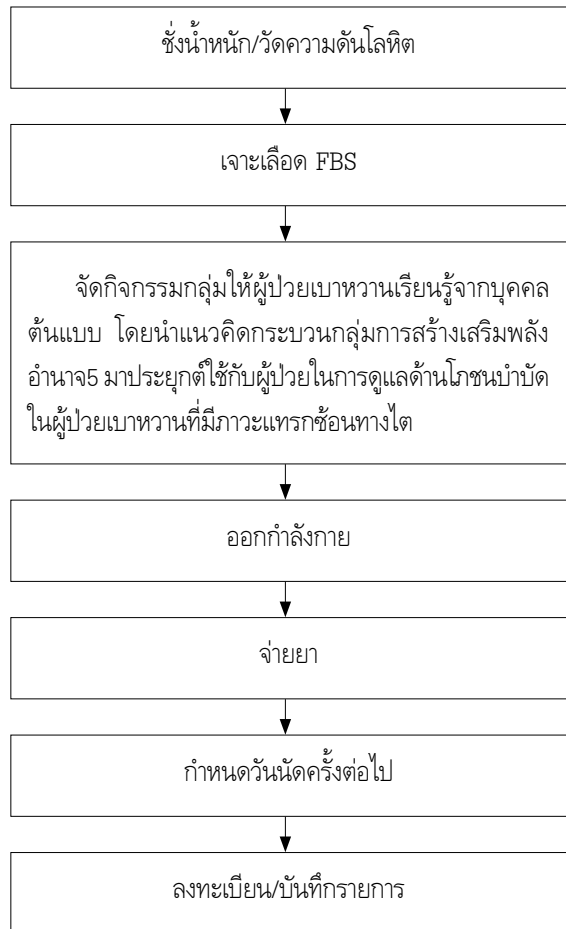 ชั่งน้ำหนัก/วัดความดันโลหิต
เจาะเลือด FBS
จัดกิจกรรมกลุ่มให้ผู้ป่วยเบาหวานเรียนรู้จากบุคคล
ต้นแบบ โดยนำแนวคิดกระบวนกลุ่มการสร้างเสริมพลัง
อำนาจ5 มาประยุกต์ใช้กับผู้ป่วยในการดูแลด้านโภชนบำบัด
ในผู้ป่วยเบาหวานที่มีภาวะแทรกซ้อนทางไต
ออกกำลังกาย
จ่ายยา
กำหนดวันนัดครั้งต่อไป
ลงทะเบียน/บันทึกรายการ